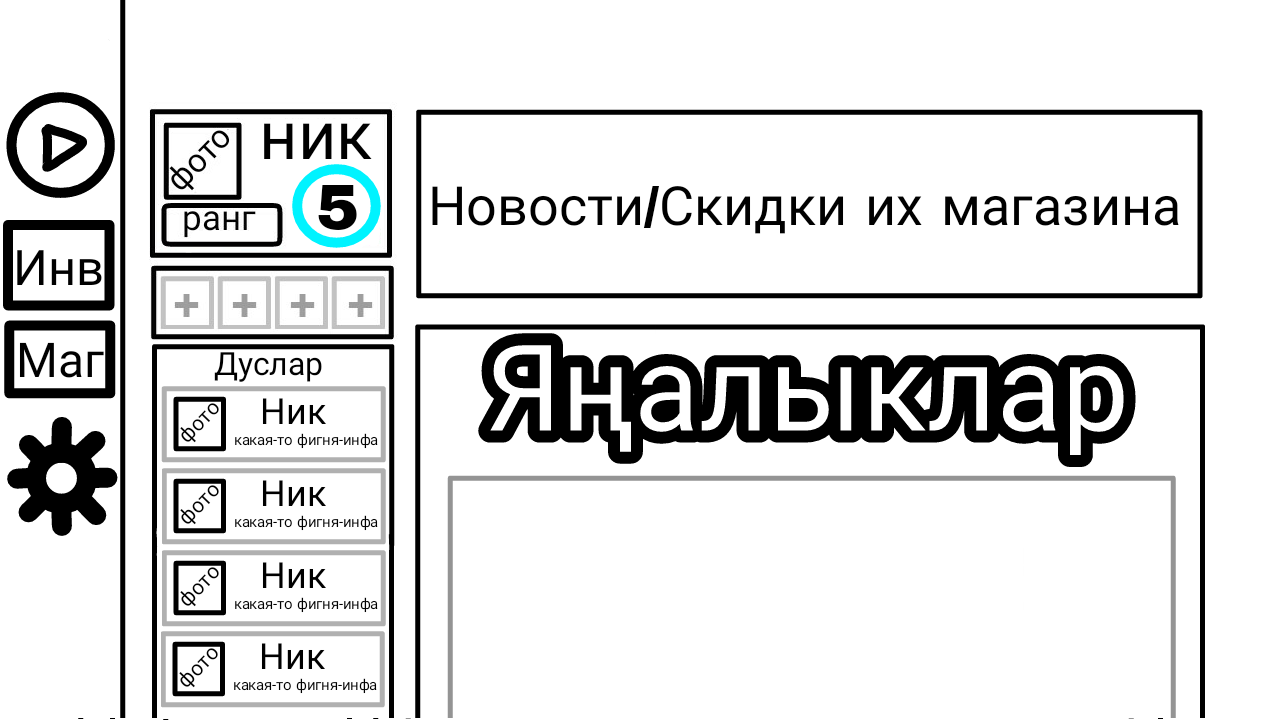 Инв
Маг
фото
ник
5
ранг
+ + + +
Дуслар
фото
Ник
какая-то фигня-инфа
фото
Ник
какая-то фигня-инфа
фото
Ник
какая-то фигня-инфа
фото
Ник
какая-то фигня-инфа
Новости/Скидки их магазина
Яңалыклар